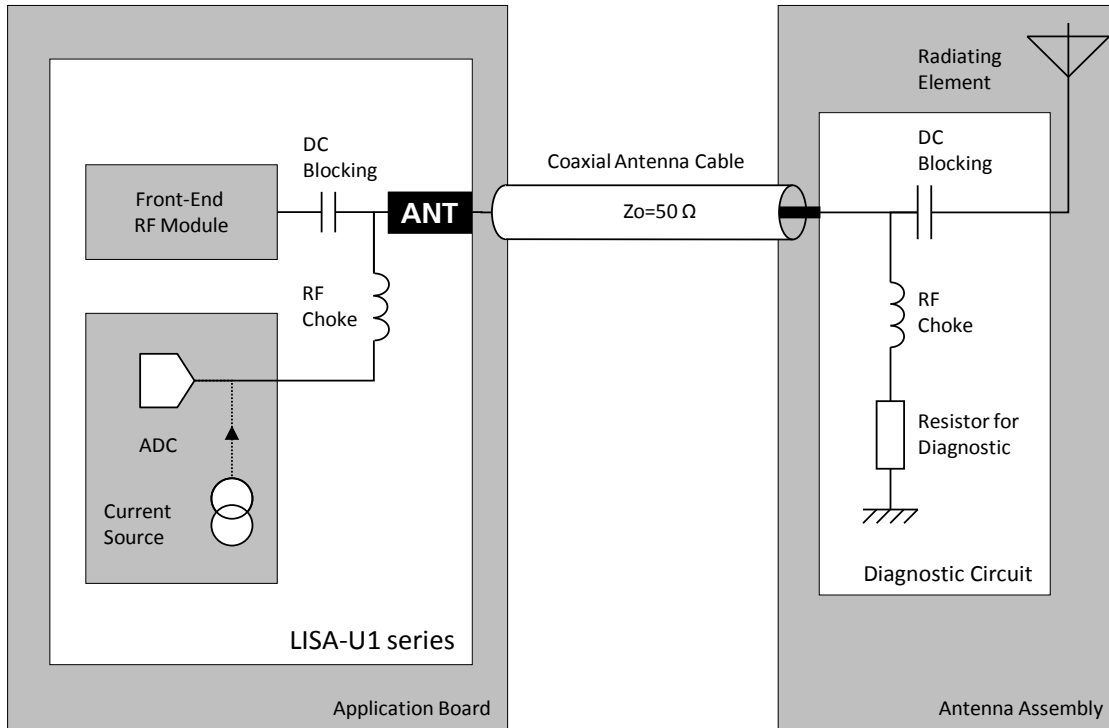 Radiating
Element
DC
Blocking
DC
Blocking
Coaxial Antenna Cable
Front-End
RF Module
ANT
Zo=50 Ω
RF
Choke
RF
Choke
ADC
Resistor for
Diagnostic
Current
Source
Diagnostic Circuit
LISA-U1 series
Application Board
Antenna Assembly